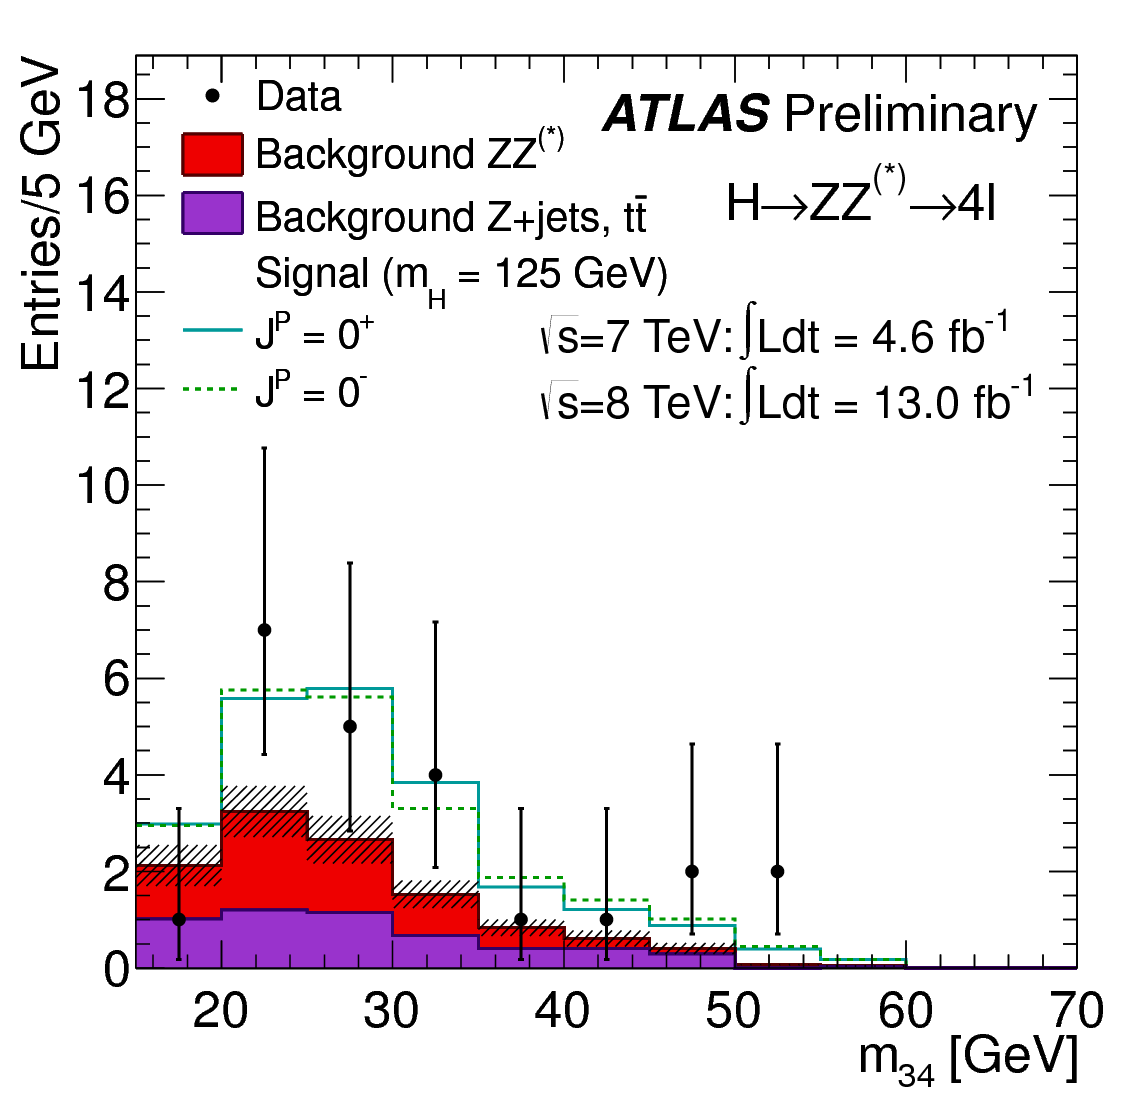 Entries/5 GeV
18
16
14
12
10
8
6
4
2
0
Data
Background ZZ(*)
Background Z+jets, tt̄
Signal (mH = 125 GeV)
JP = 0+
JP = 0-
ATLAS Preliminary
H→ZZ(*)→4l
√s=7 TeV:∫Ldt = 4.6 fb-1
√s=8 TeV:∫Ldt = 13.0 fb-1
20 30 40 50 60 70
m34 [GeV]